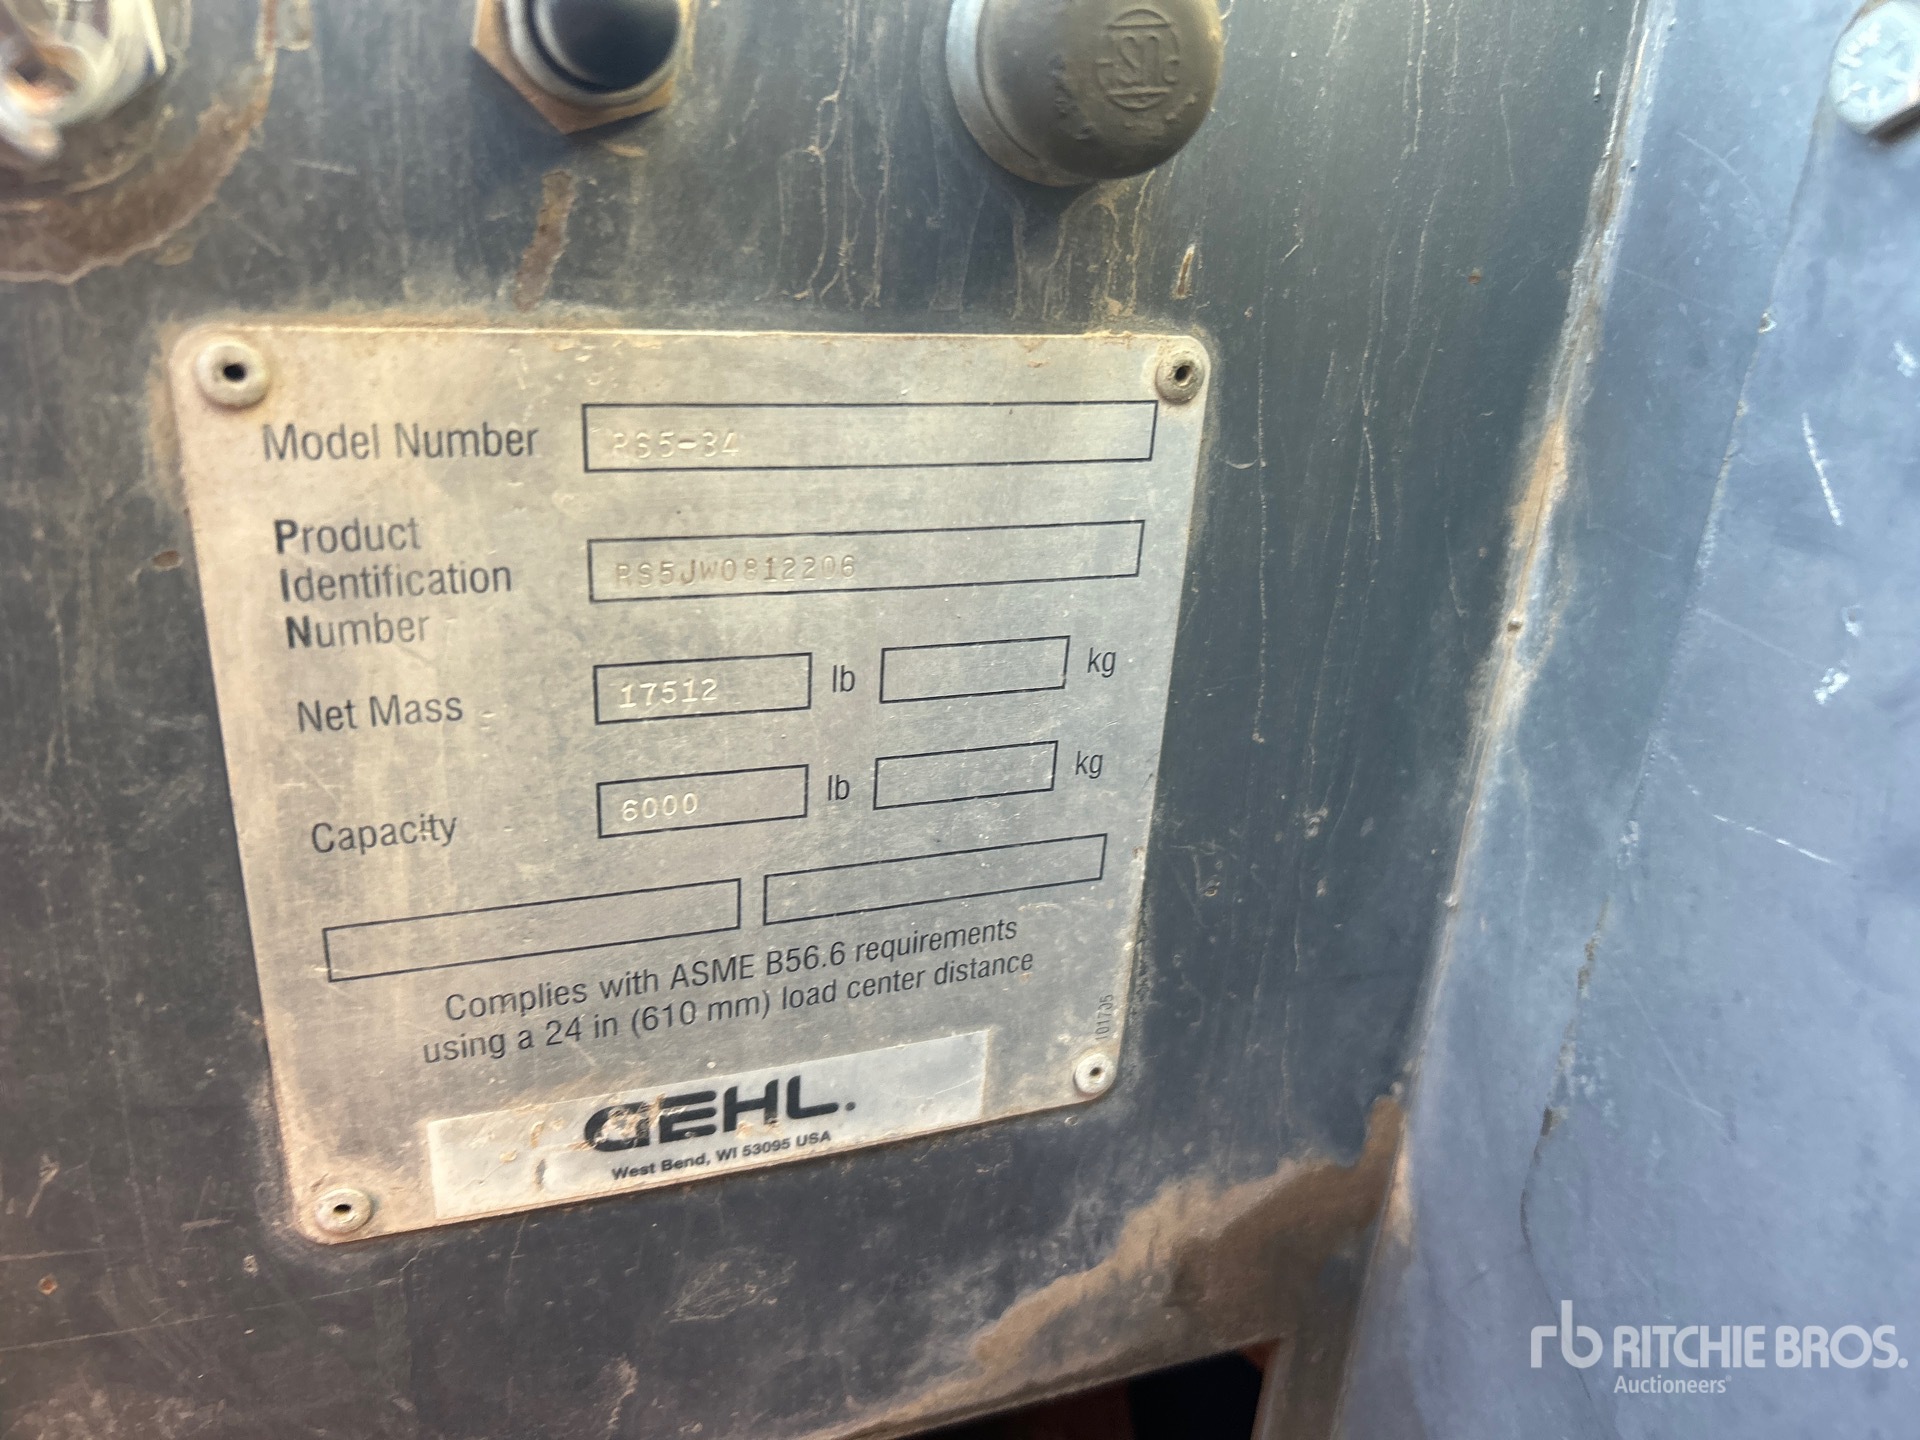 Model Number RS5-34
Product
Identification RS5JW0812206
Number
Net Mass 17512 lb kg
Capacity 6000 lb kg
Complies with ASME B56.6 requirements
using a 24 in (610 mm) load center distance
101735
GEHL.
West Bend, WI 53095 USA
rb RITCHIE BROS.
Auctioneers